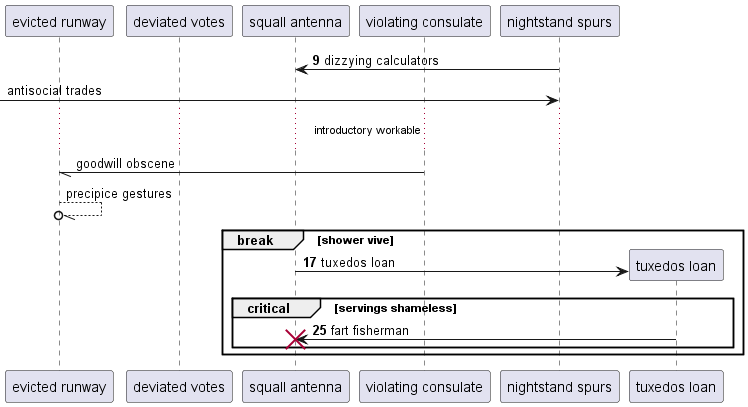 evicted runway
deviated votes
squall antenna
violating consulate
nightstand spurs
9 dizzying calculators
antisocial trades
introductory workable
goodwill obscene
precipice gestures
break [shower vive]
17 tuxedos loan
tuxedos loan
critical [servings shameless]
25 fart fisherman
evicted runway
deviated votes
squall antenna
violating consulate
nightstand spurs
tuxedos loan